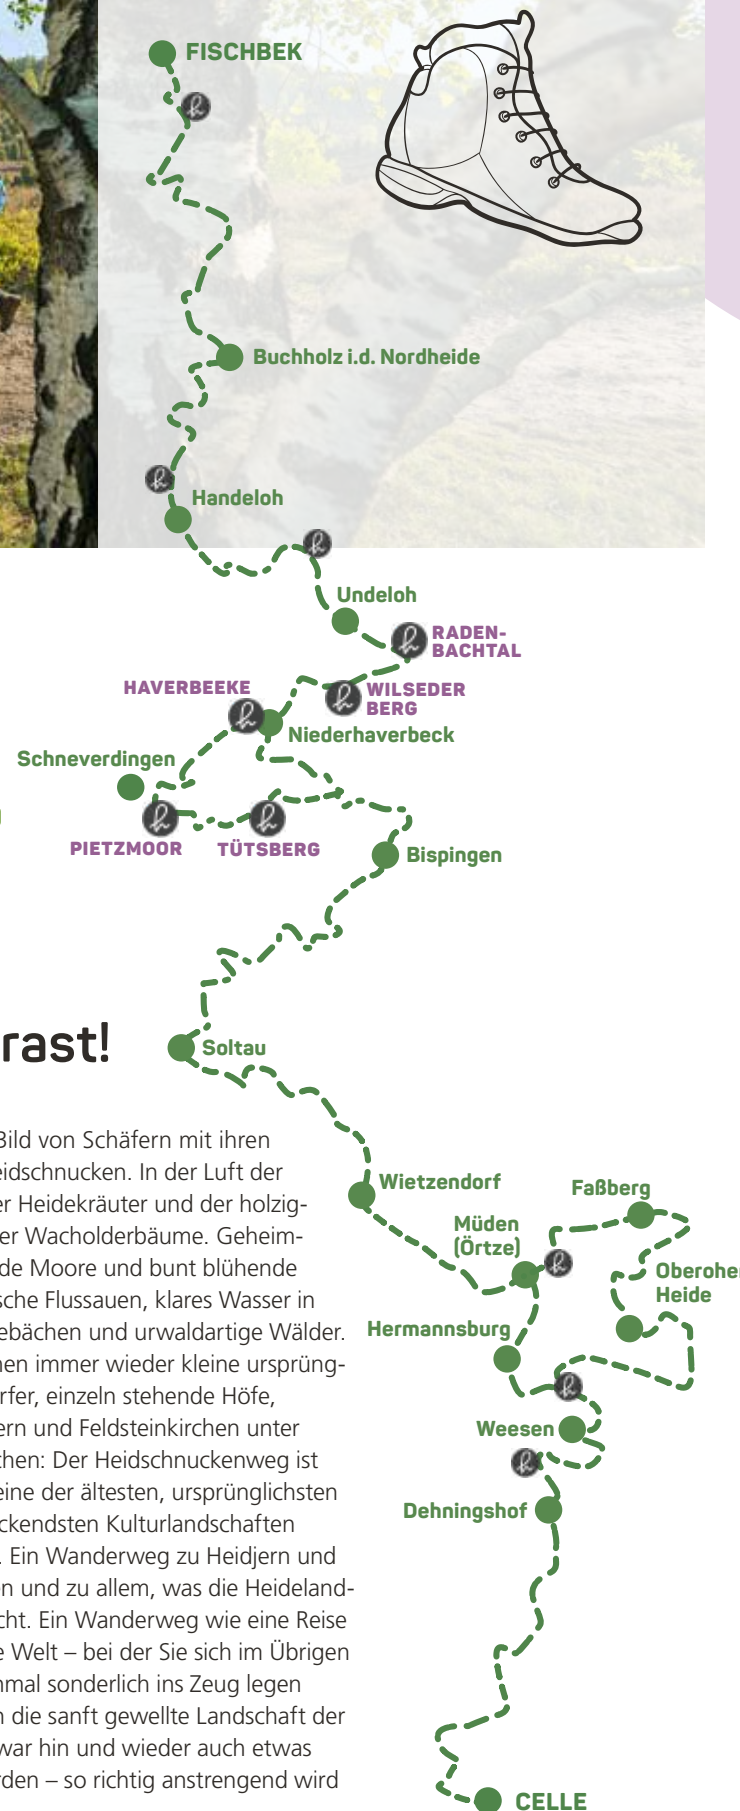 FISCHBEK
Buchholz i.d. Nordheide
Handeloh
Undeloh
RADEN-
BACHTAL
HAVERBEEKE
WILSEDER
BERG
Niederhaverbeck
Schneverdingen
PIETZMOOR
TÜTSBERG
Bispingen
rast!
Soltau
Bild von Schäfern mit ihren
eidschnucken. In der Luft der
er Heidekräuter und der holzig-
er Wacholderbäume. Geheim-
de Moore und bunt blühende
sche Flussauen, klares Wasser in
ebächen und urwaldartige Wälder.
nen immer wieder kleine ursprüng-
rfer, einzeln stehende Höfe,
ern und Feldsteinkirchen unter
chen: Der Heidschnuckenweg ist
eine der ältesten, ursprünglichsten
ckendsten Kulturlandschaften
. Ein Wanderweg zu Heidjern und
en und zu allem, was die Heideland-
cht. Ein Wanderweg wie eine Reise
e Welt – bei der Sie sich im Übrigen
nmal sonderlich ins Zeug legen
n die sanft gewellte Landschaft der
war hin und wieder auch etwas
rden – so richtig anstrengend wird
Wietzendorf
Faßberg
Müden
(Örtze)
Oberoher
Heide
Hermannsburg
Weesen
Dehningshof
CELLE